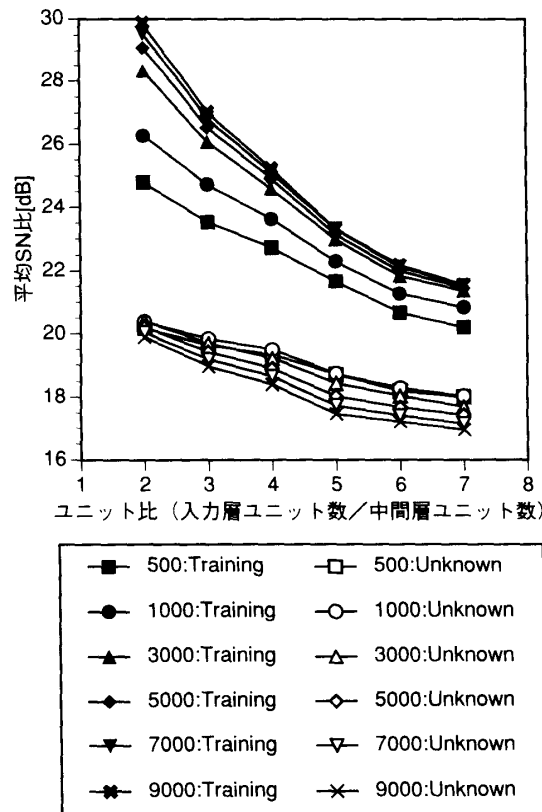 30
28
26
24
22
20
18
16
平均SN比[dB]
1 2 3 4 5 6 7 8
ユニット比（入力層ユニット数／中間層ユニット数）
500:Training 500:Unknown
1000:Training 1000:Unknown
3000:Training 3000:Unknown
5000:Training 5000:Unknown
7000:Training 7000:Unknown
9000:Training 9000:Unknown